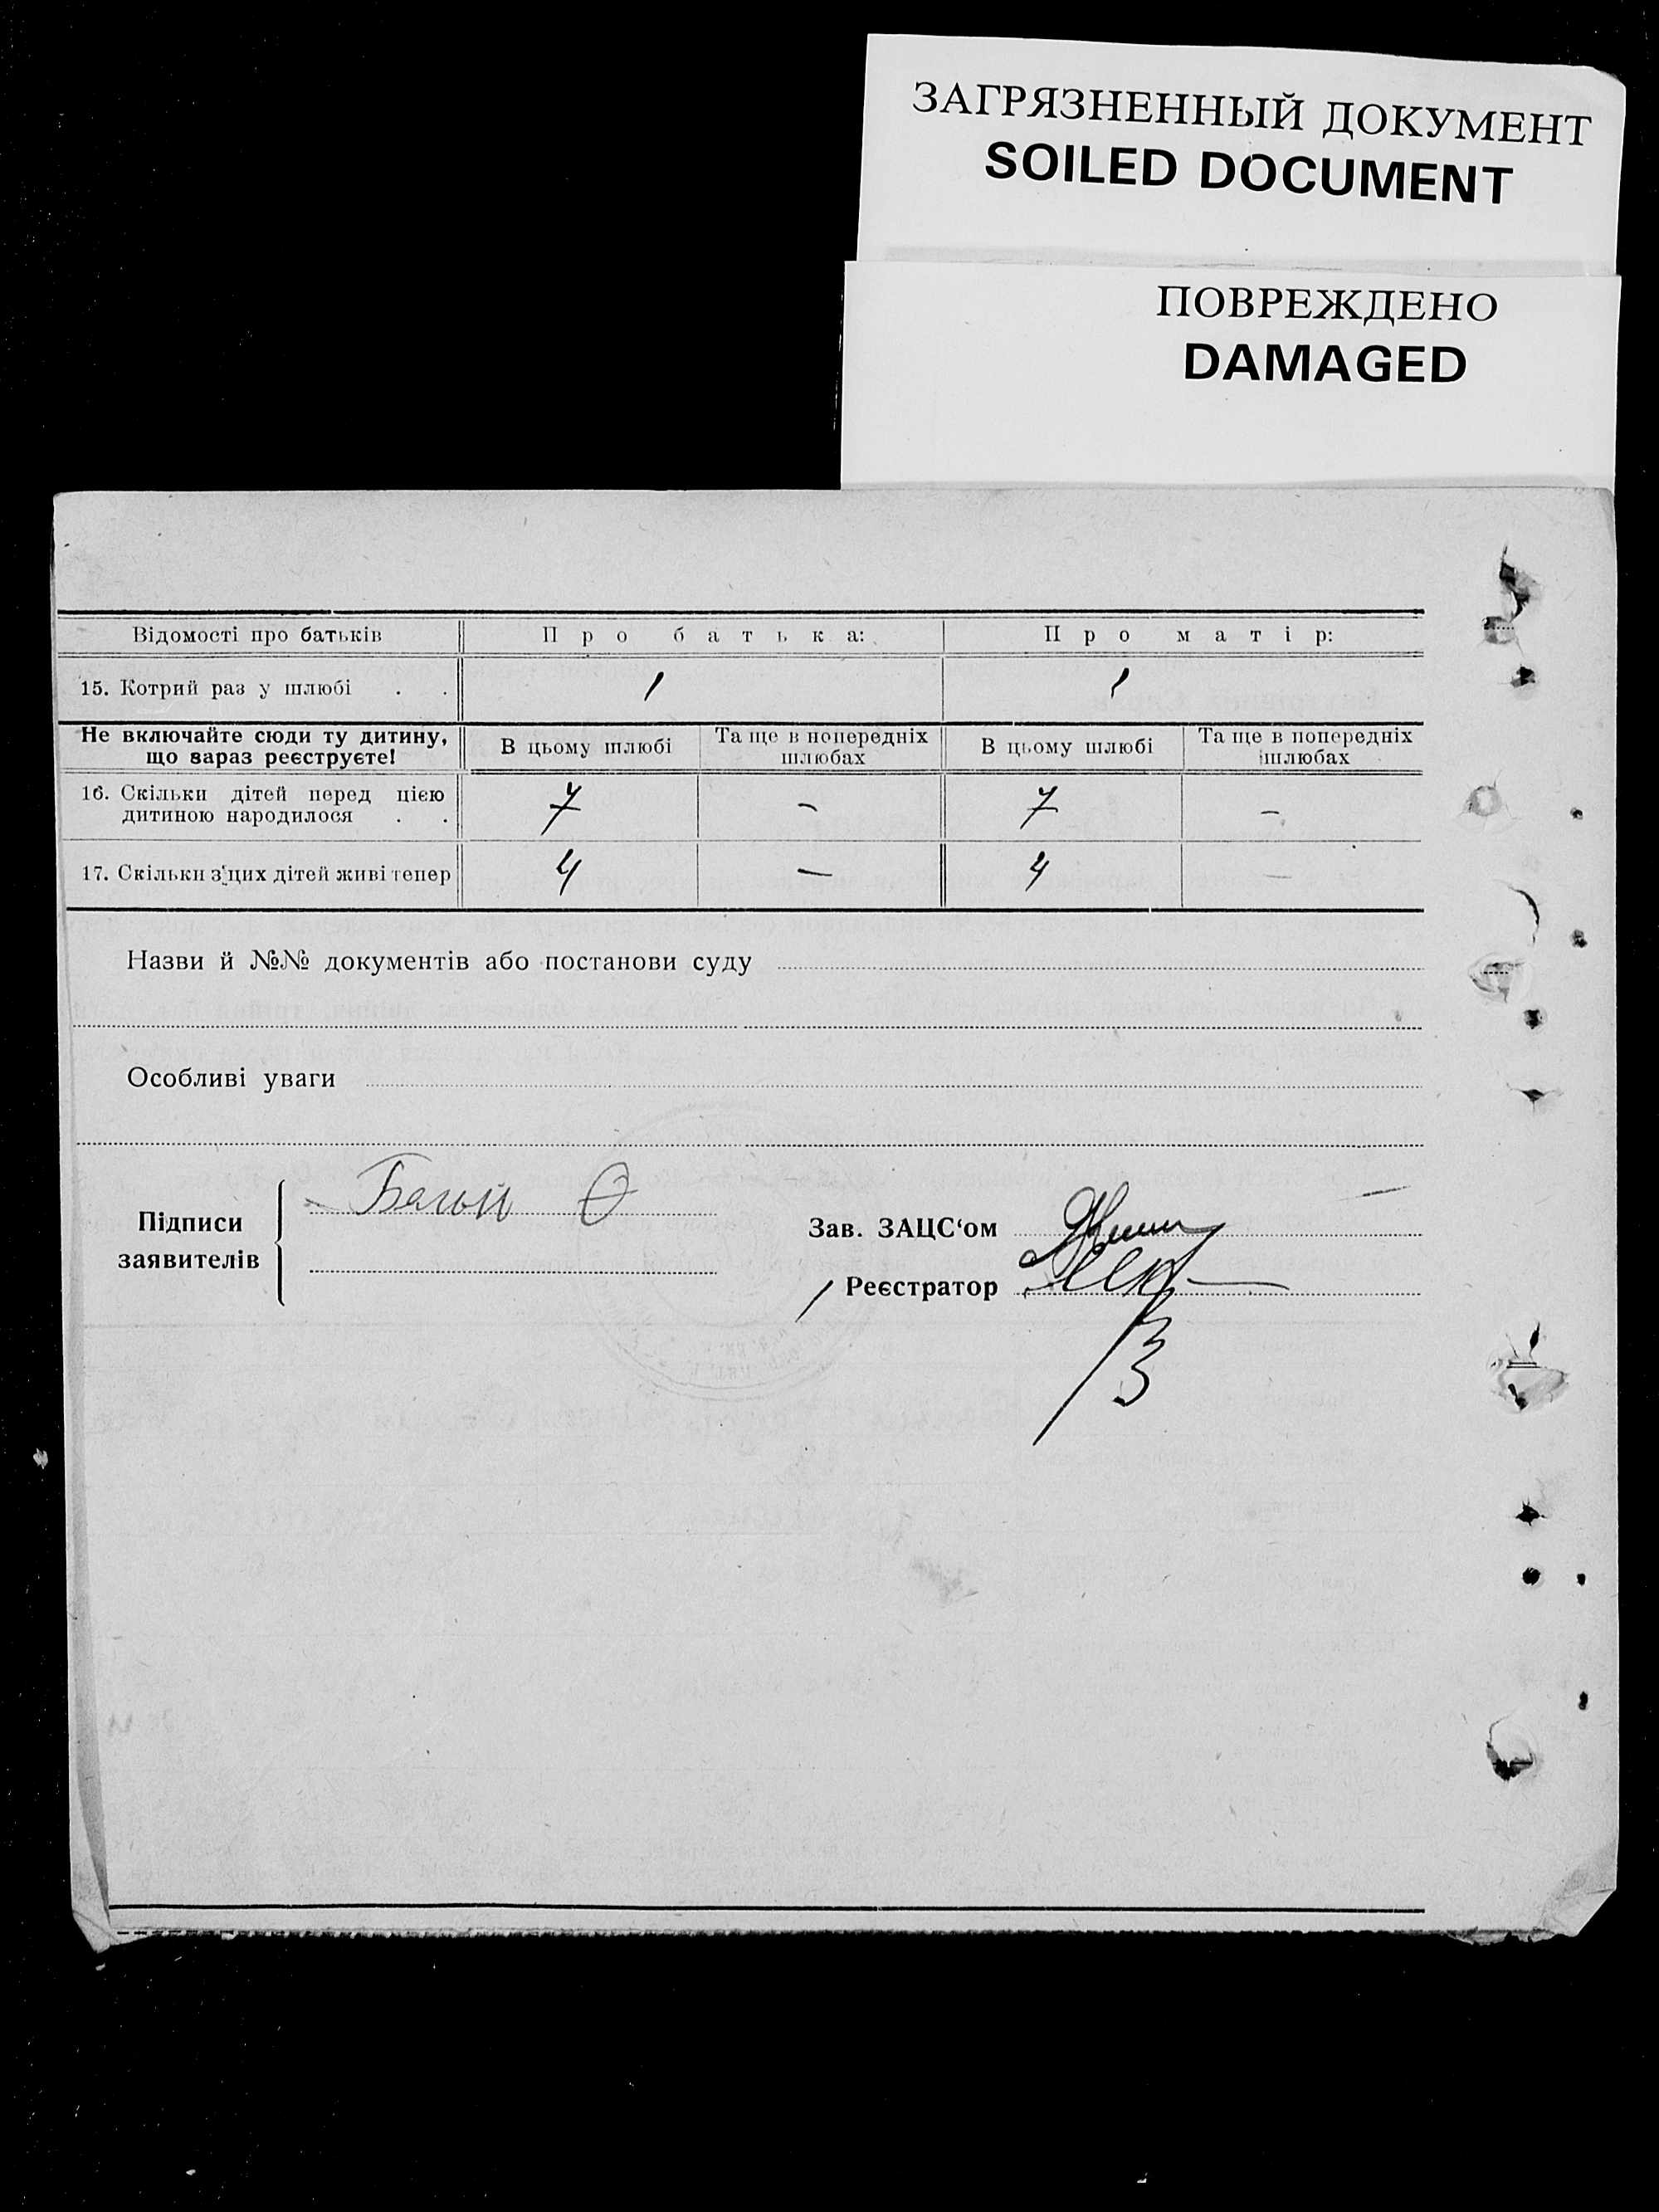 ЗАГРЯЗНЕННЫЙ ДОКУМЕНТ
SOILED DOCUMENT
ПОВРЕЖДЕНО
DAMAGED
Відомості про батьків Про батька: Про матір:
15. Котрий раз у шлюбі . . 1 1
Не включайте сюди ту дитину, що зараз реєструєте! В цьому шлюбі Та ще в попередніх шлюбах В цьому шлюбі Та ще в попередніх шлюбах
16. Скільки дітей перед цією дитиною народилося . . 7 — 7 —
17. Скільки з цих дітей живі тепер 4 — 4 —
Назви й №№ документів або постанови суду
Особливі уваги
Підписи заявителів
Зав. ЗАЦС‘ом
Реєстратор